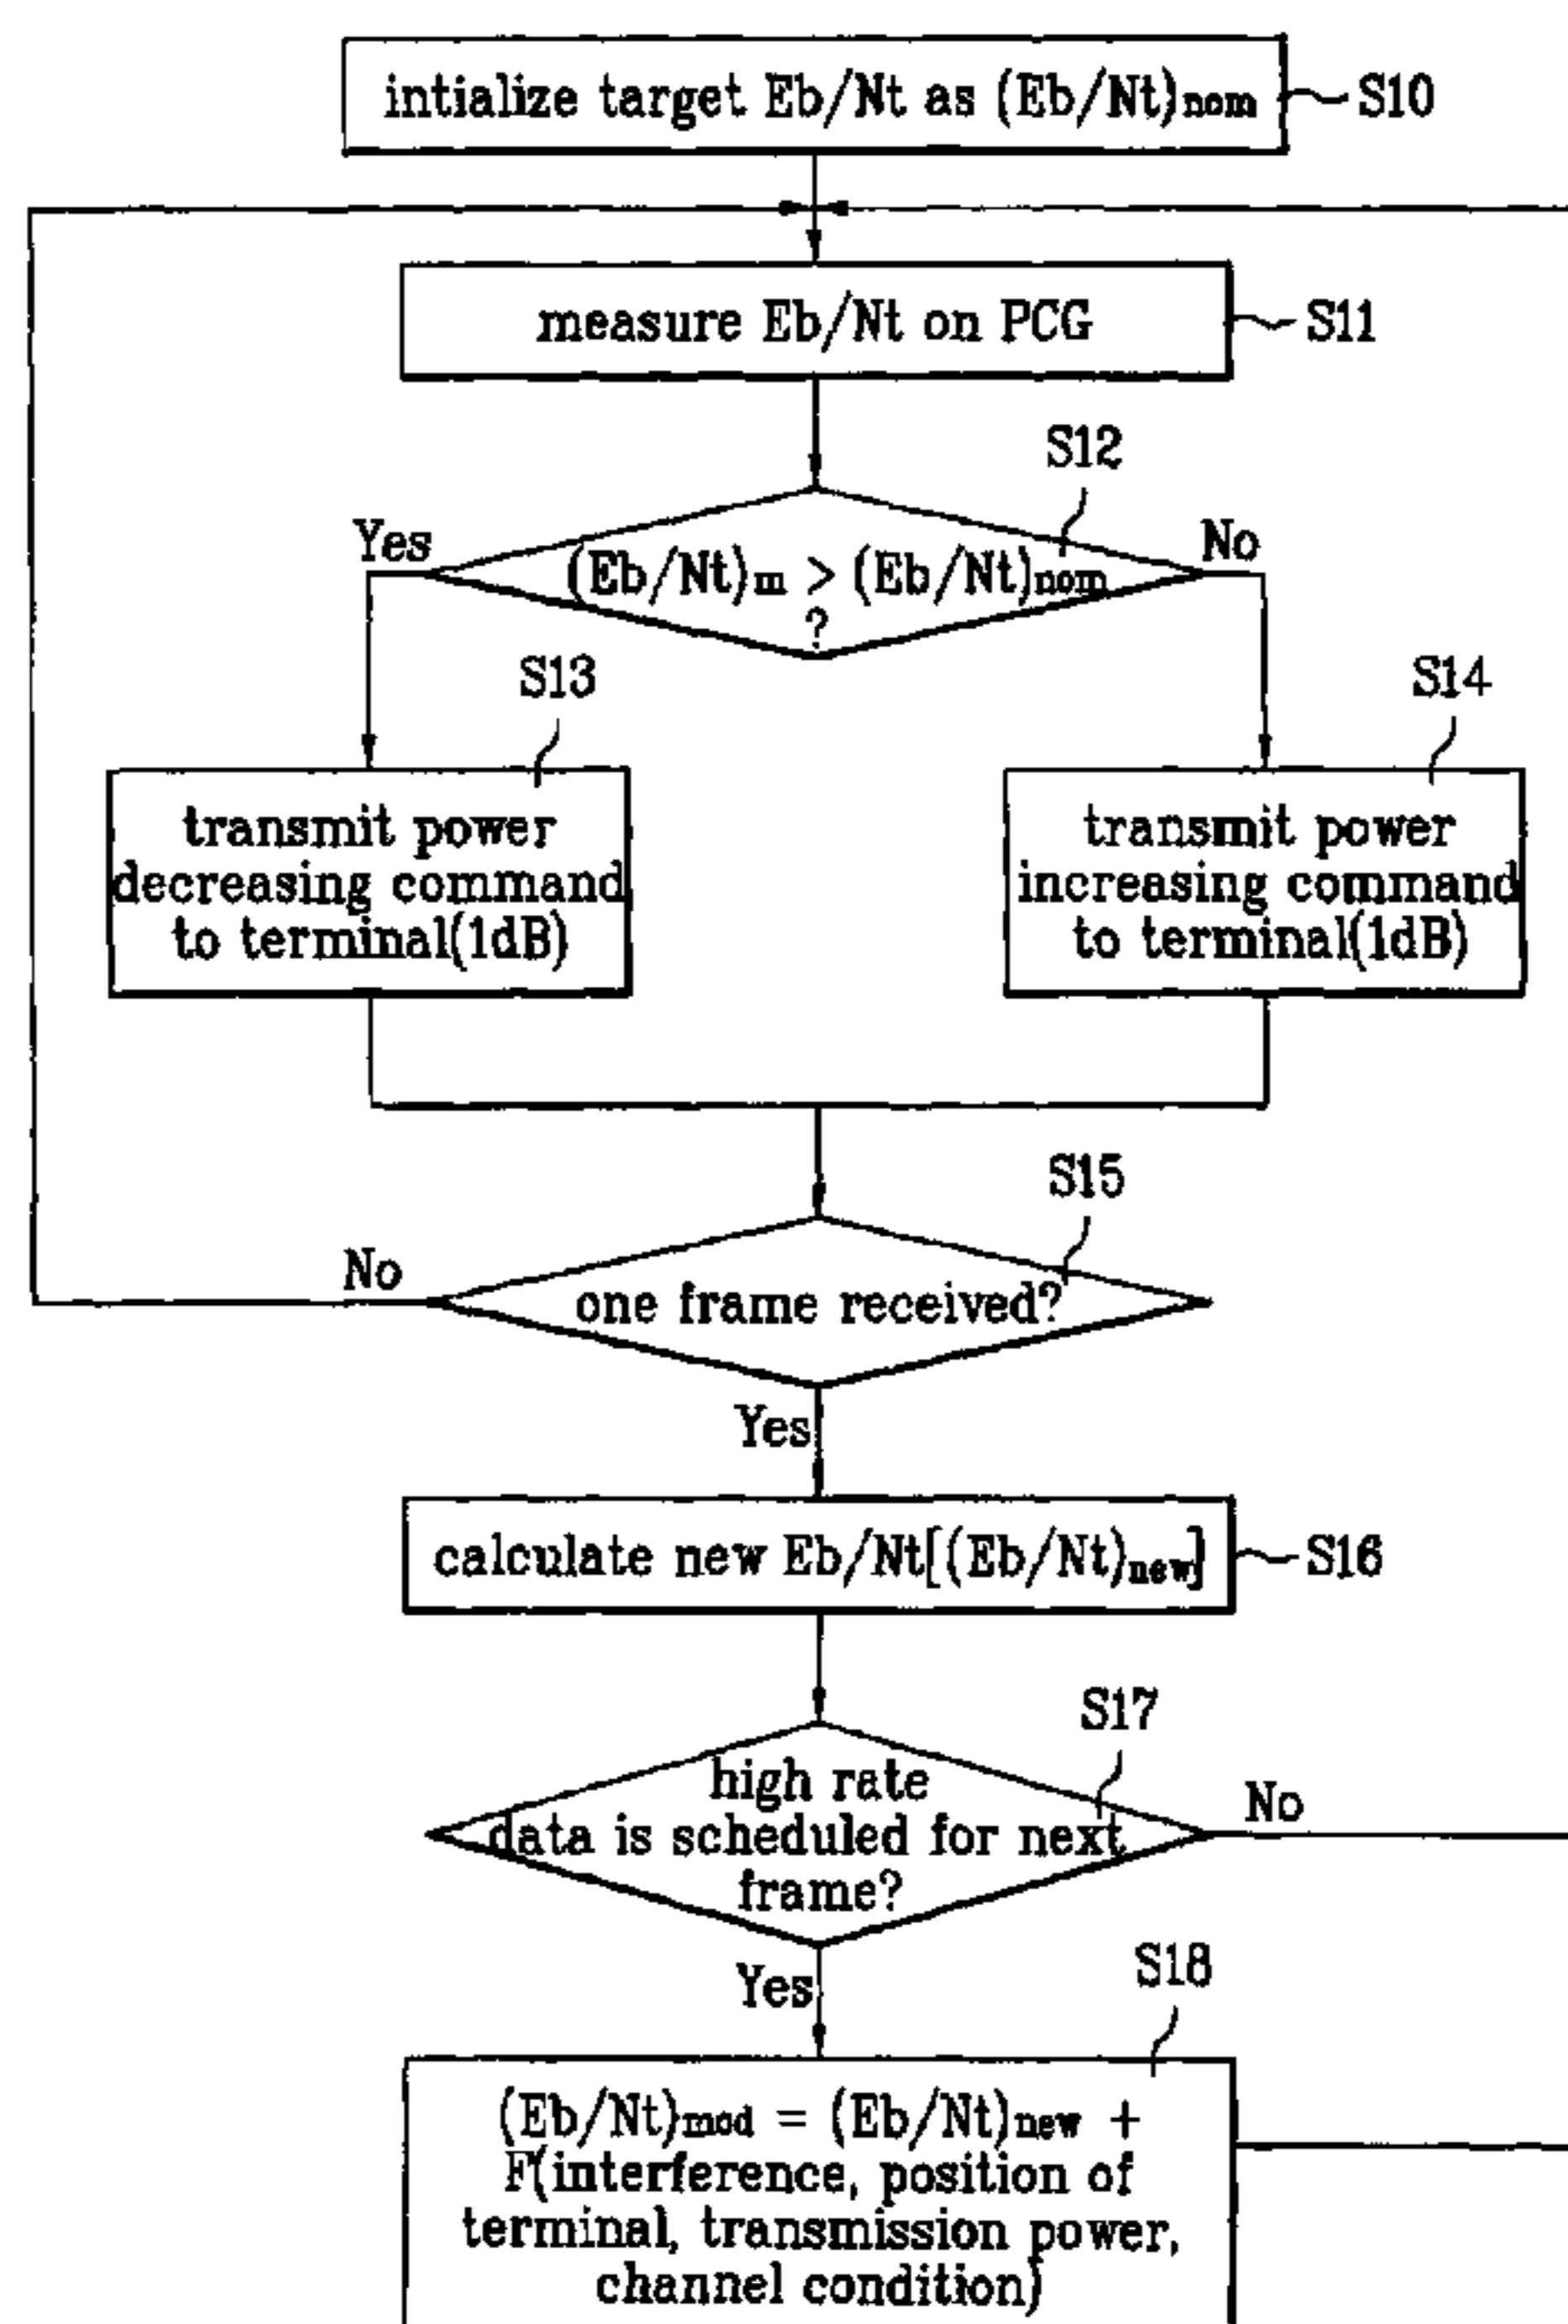 intialize target Eb/Nt as (Eb/Nt)nom
S10
measure Eb/Nt on PCG
S11
S12
Yes
No
(Eb/Nt)m > (Eb/Nt)nom
?
S13
S14
transmit power
decreasing command
to terminal(1dB)
transmit power
increasing command
to terminal(1dB)
S15
No
one frame received?
Yes
calculate new Eb/Nt[(Eb/Nt)new]
S16
S17
high rate
data is scheduled for next
frame?
No
Yes
S18
(Eb/Nt)mod = (Eb/Nt)new +
F(interference, position of
terminal, transmission power,
channel condition)